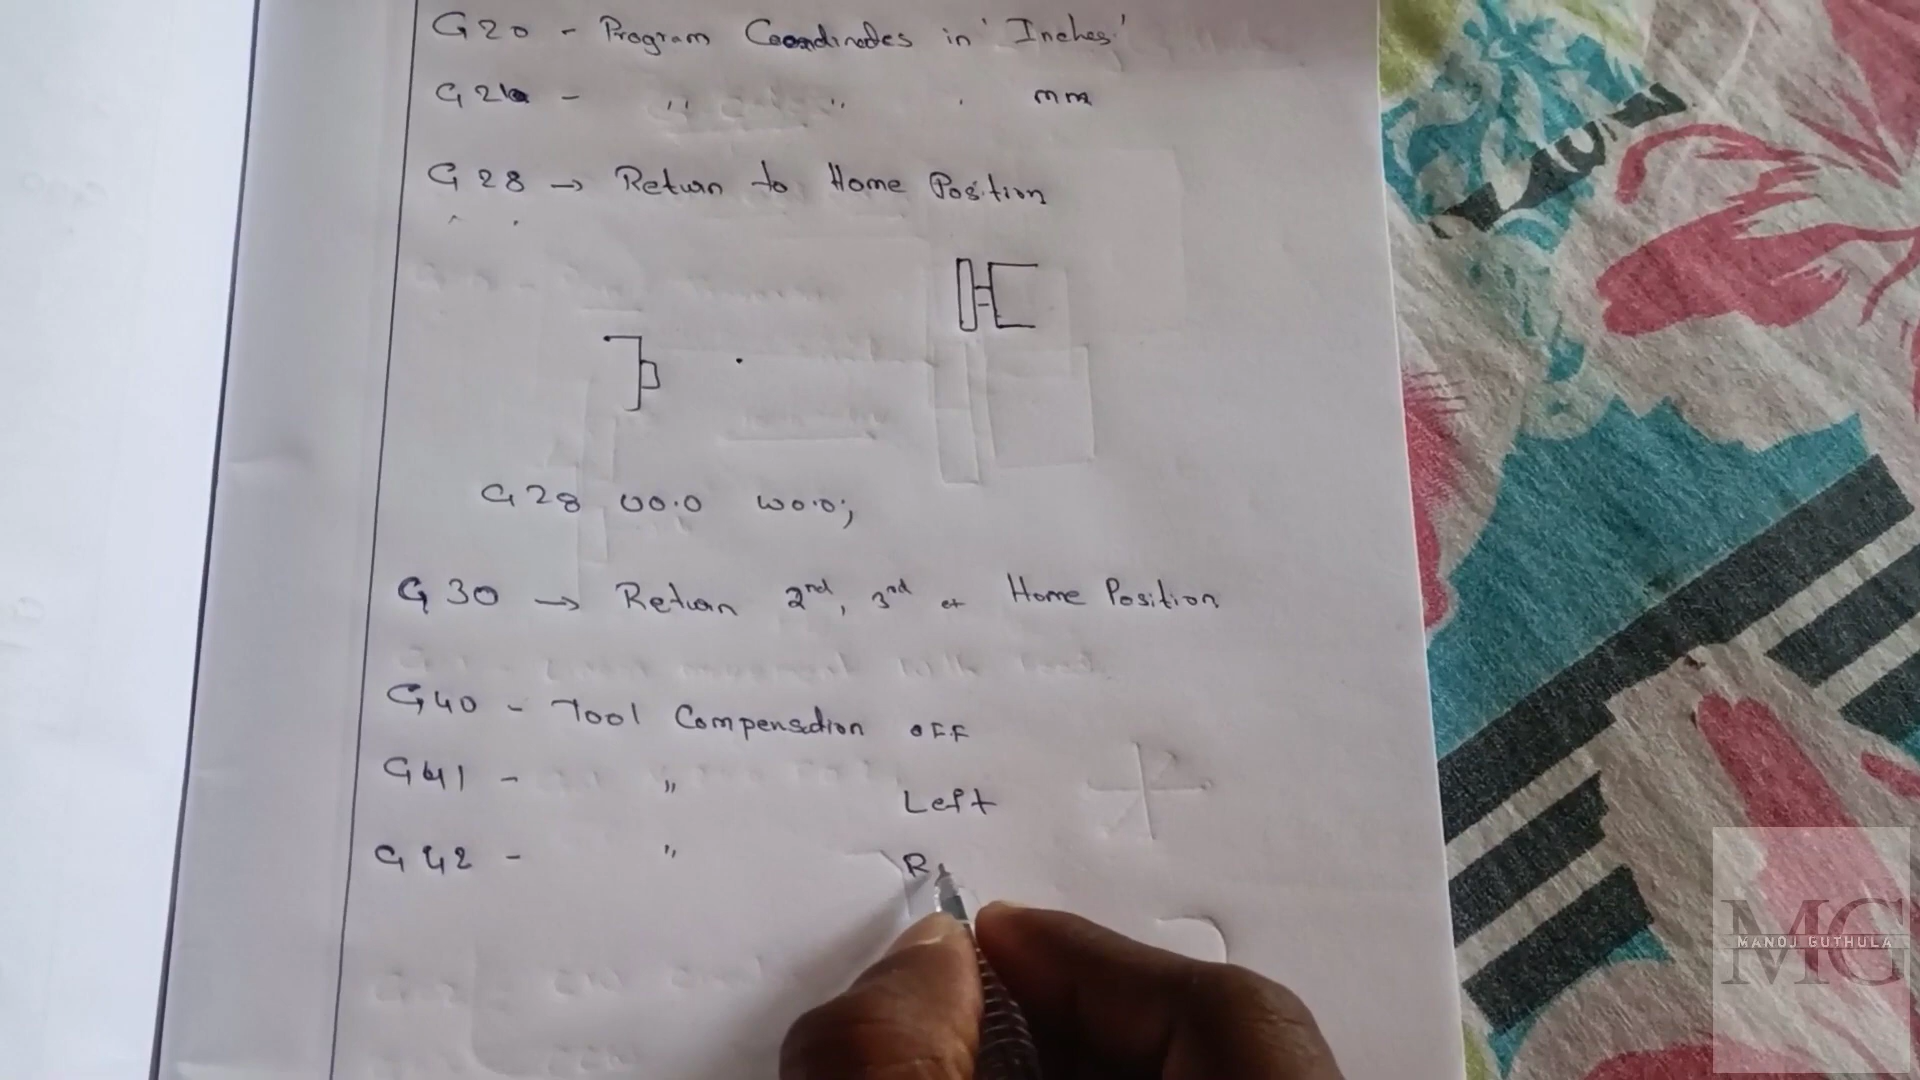 G20 - Program Coordinates in 'Inches'
G21 - " " mm
G28 → Return to Home Position
G28 U0.0 W0.0;
G30 → Return 2nd, 3rd Home Position
G40 - Tool Compensation OFF
G41 - " Left
G42 - " R
MG
MANOJ GUTHULA